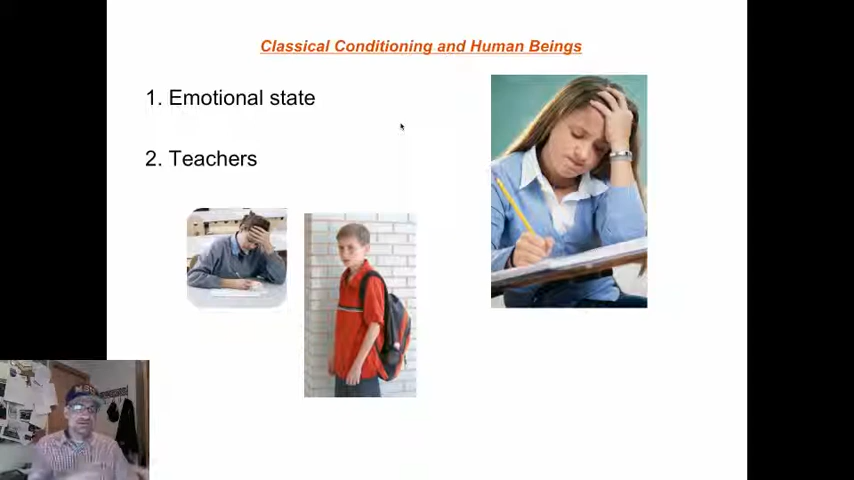 Classical Conditioning and Human Beings
1. Emotional state
2. Teachers